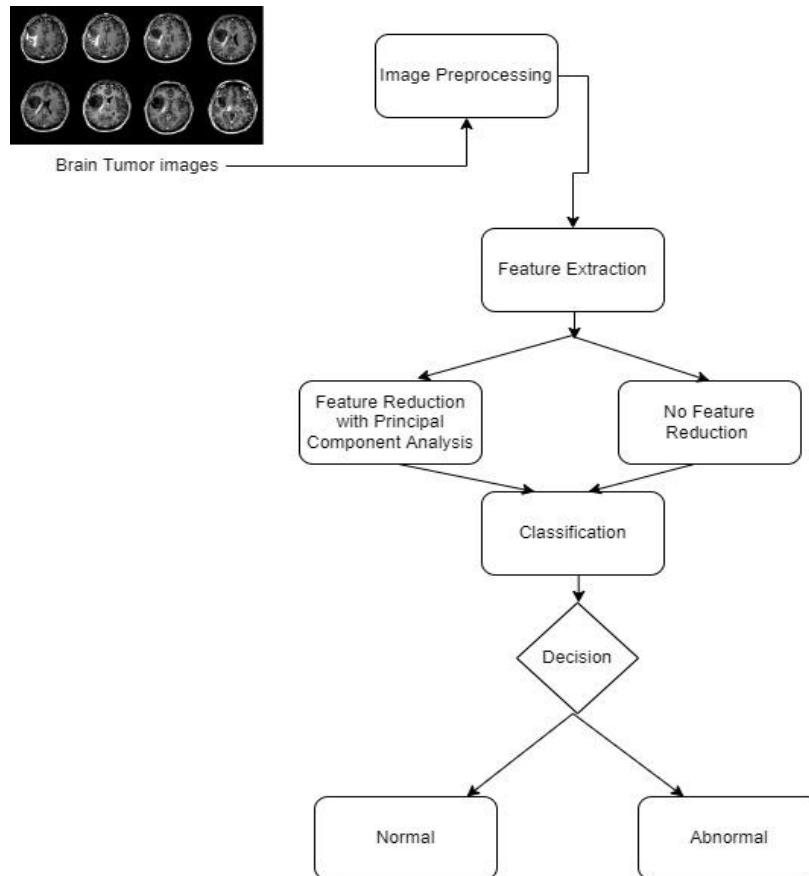 Image Preprocessing
Brain Tumor images
Feature Extraction
Feature Reduction
with Principal
Component Analysis
No Feature
Reduction
Classification
Decision
Normal
Abnormal